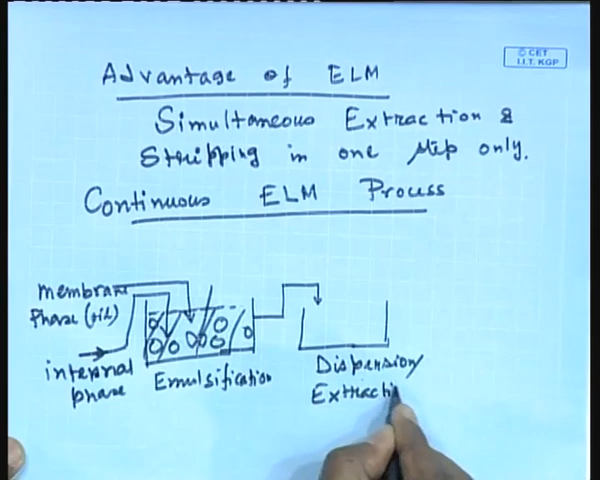 © CET
I.I.T. KGP
Advantage of ELM
Simultaneous Extraction &
Stripping in one step only.
Continuous ELM Process
membrane
Phase (oil)
internal
phase
Emulsification
Dispersion/
Extracti